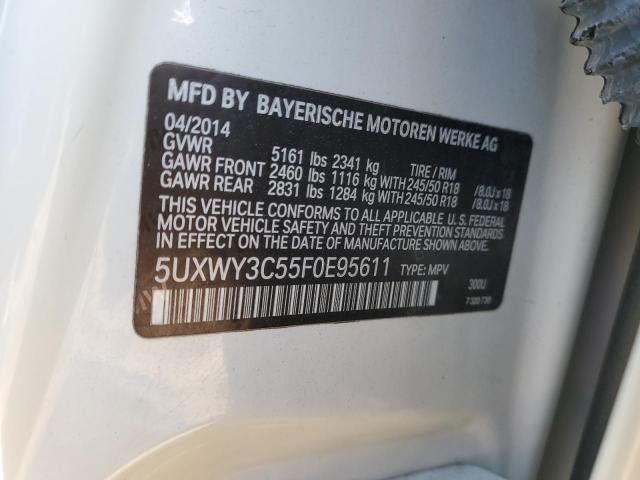 MFD BY BAYERISCHE MOTOREN WERKE AG
04/2014
GVWR 5161 lbs 2341 kg TIRE / RIM
GAWR FRONT 2460 lbs 1116 kg WITH 245/50 R18 /8.0J x 18
GAWR REAR 2831 lbs 1284 kg WITH 245/50 R18 /8.0J x 18
THIS VEHICLE CONFORMS TO ALL APPLICABLE U. S. FEDERAL
MOTOR VEHICLE SAFETY AND THEFT PREVENTION STANDARDS
IN EFFECT ON THE DATE OF MANUFACTURE SHOWN ABOVE.
5UXWY3C55F0E95611 TYPE: MPV
300U